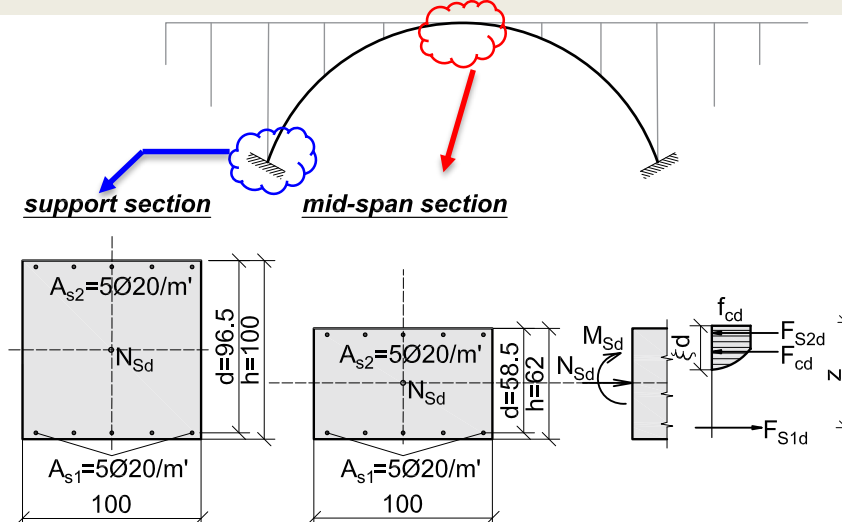 support section
mid-span section
As2=5Ø20/m'
NSd
As1=5Ø20/m'
100
d=96.5
h=100
As2=5Ø20/m'
NSd
As1=5Ø20/m'
100
d=58.5
h=62
MSd
NSd
fcd
ξd
FS2d
Fcd
z
FS1d